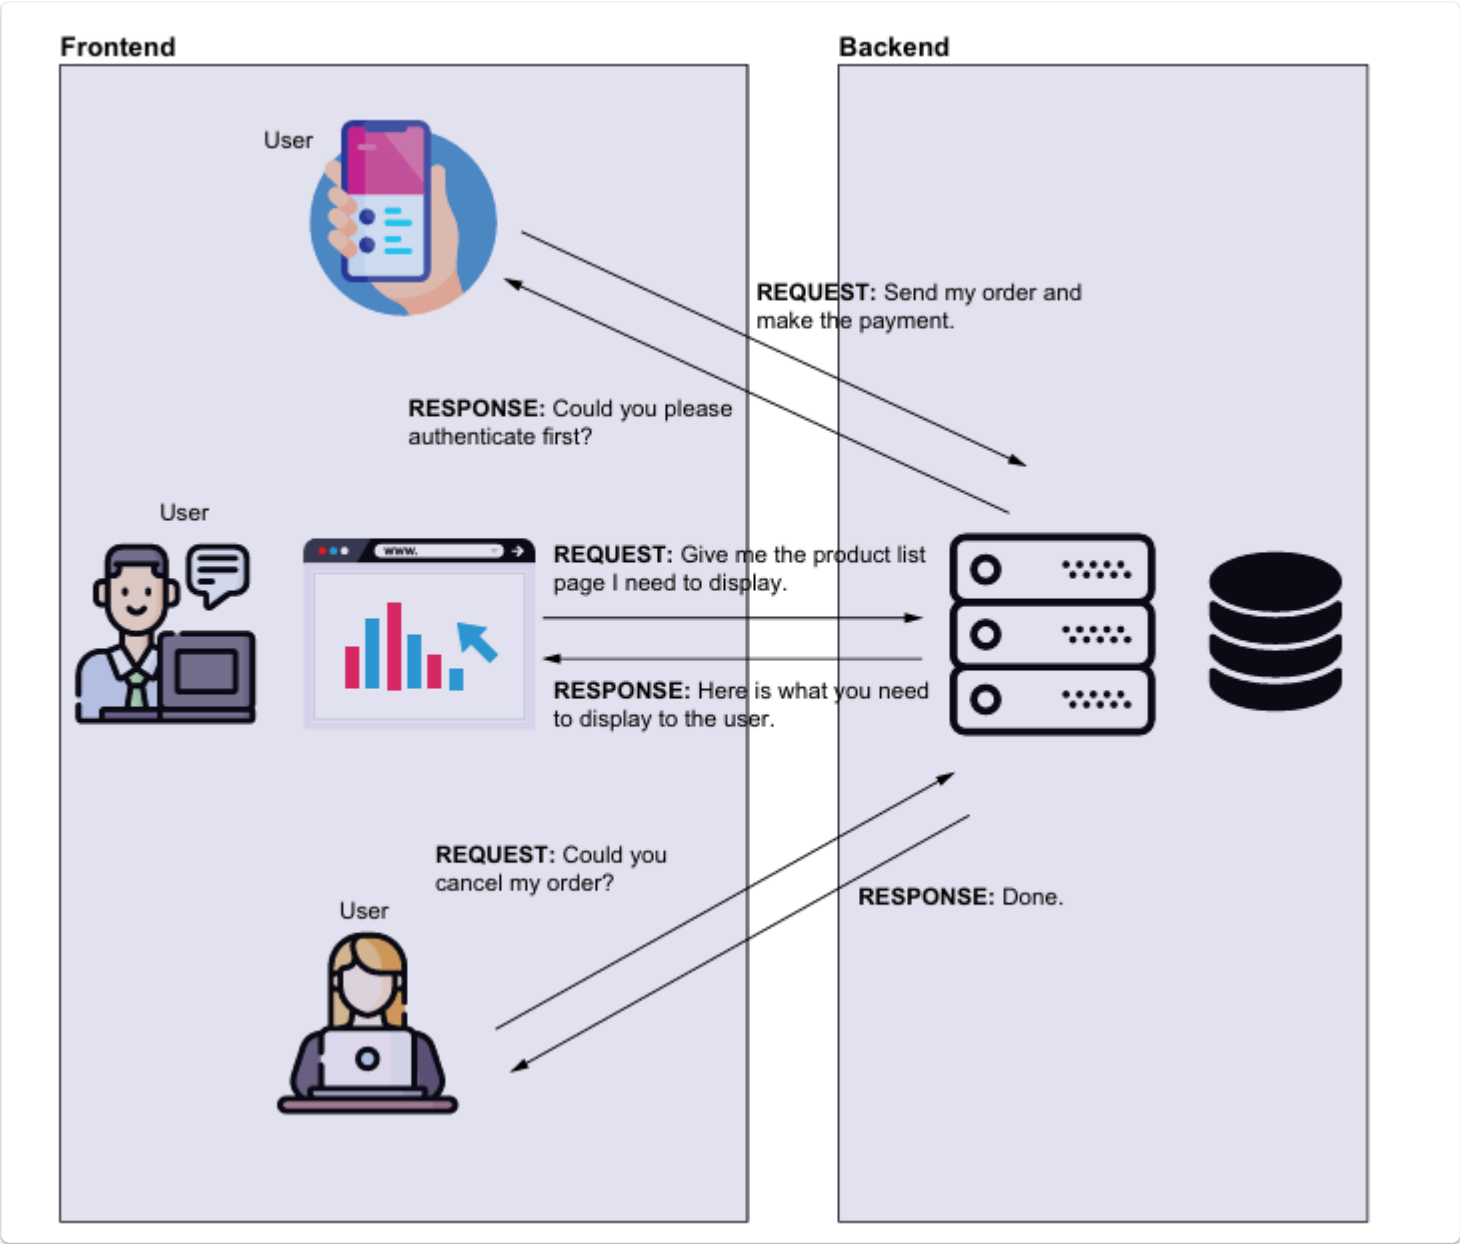 Frontend
Backend
User
REQUEST: Send my order and
make the payment.
RESPONSE: Could you please
authenticate first?
User
www.
REQUEST: Give me the product list
page I need to display.
RESPONSE: Here is what you need
to display to the user.
REQUEST: Could you
cancel my order?
RESPONSE: Done.
User